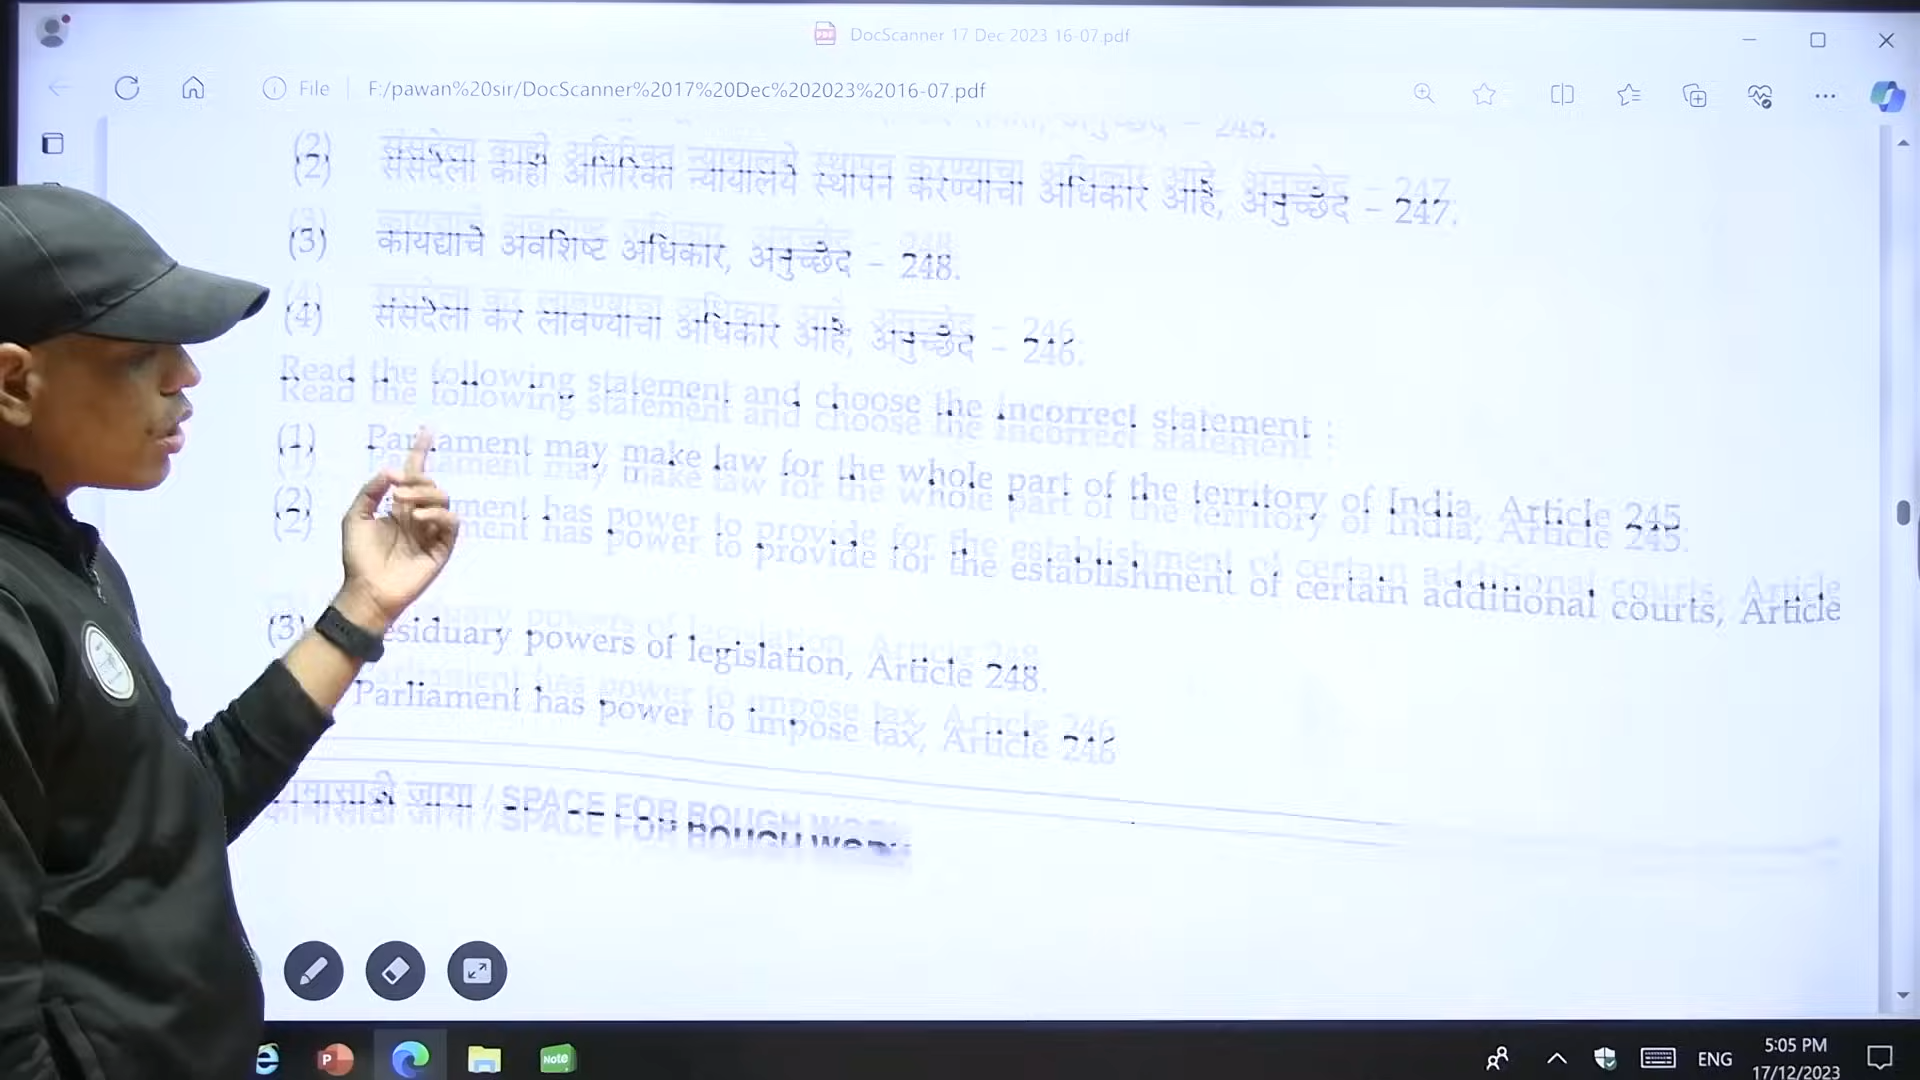 DocScanner 17 Dec 2023 16-07.pdf
File F:/pawan%20sir/DocScanner%2017%20Dec%202023%2016-07.pdf
248.
(2) संसदेला काही अतिरिक्त न्यायालये स्थापन करण्याचा अधिकार आहे, अनुच्छेद – 247.
(3) कायद्याचे अवशिष्ट अधिकार, अनुच्छेद – 248.
(4) संसदेला कर लावण्याचा अधिकार आहे, अनुच्छेद – 246.
Read the following statement and choose the incorrect statement :
(1) Parliament may make law for the whole part of the territory of India, Article 245.
(2) ment has power to provide for the establishment of certain additional courts, Article
(3) esiduary powers of legislation, Article 248.
Parliament has power to impose tax, Article 246
कामासाठी जागा / SPACE FOR ROUGH WORK
Note
ENG
5:05 PM
17/12/2023